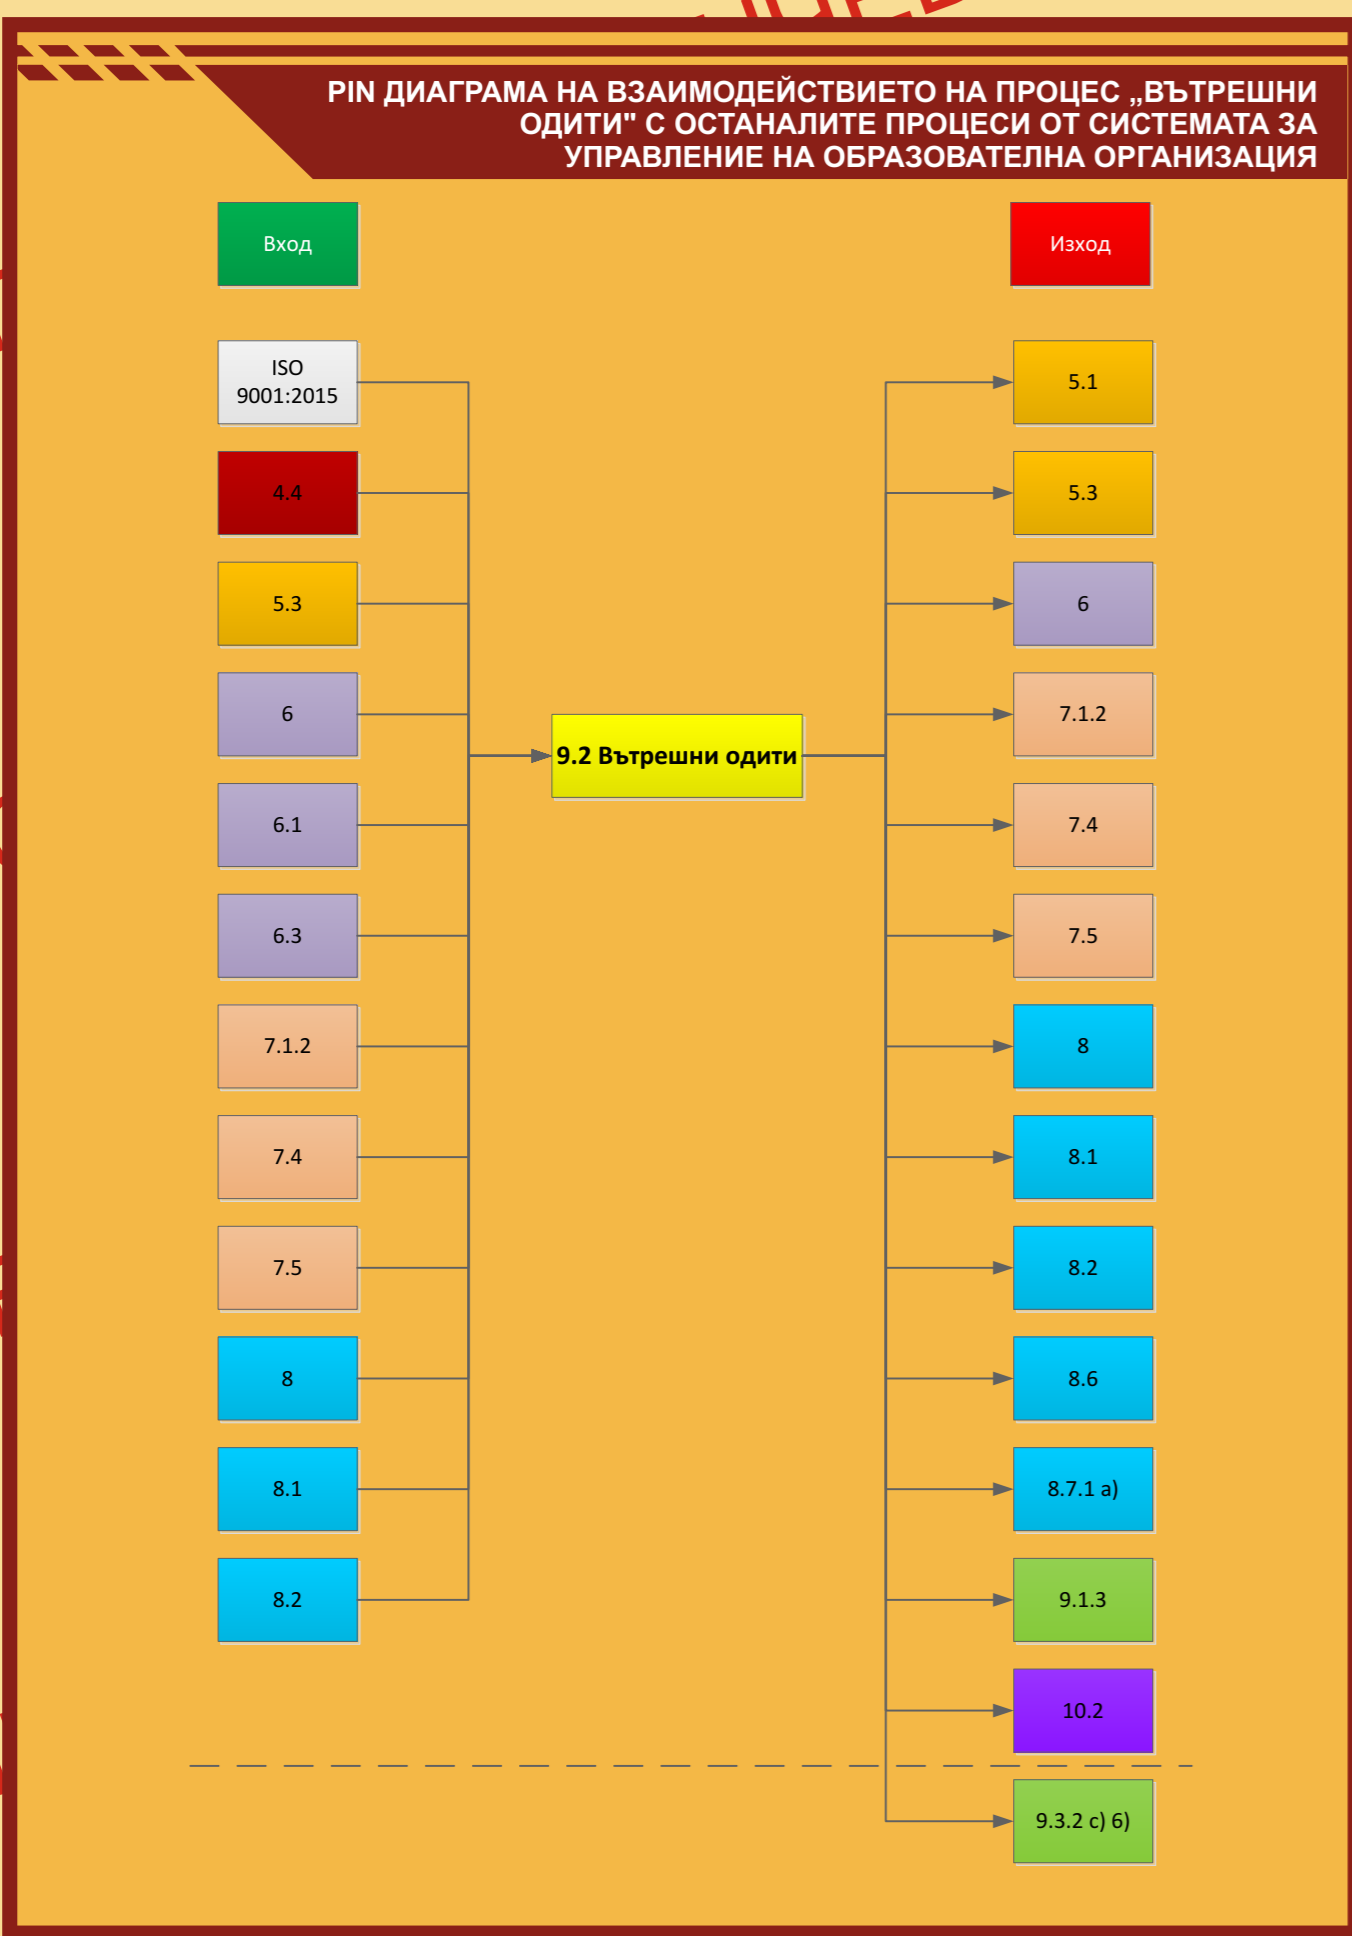 PIN ДИАГРАМА НА ВЗАИМОДЕЙСТВИЕТО НА ПРОЦЕС „ВЪТРЕШНИ
ОДИТИ" С ОСТАНАЛИТЕ ПРОЦЕСИ ОТ СИСТЕМАТА ЗА
УПРАВЛЕНИЕ НА ОБРАЗОВАТЕЛНА ОРГАНИЗАЦИЯ
Вход
Изход
ISO
9001:2015
4.4
5.3
6
6.1
6.3
7.1.2
7.4
7.5
8
8.1
8.2
9.2 Вътрешни одити
5.1
5.3
6
7.1.2
7.4
7.5
8
8.1
8.2
8.6
8.7.1 a)
9.1.3
10.2
9.3.2 c) 6)